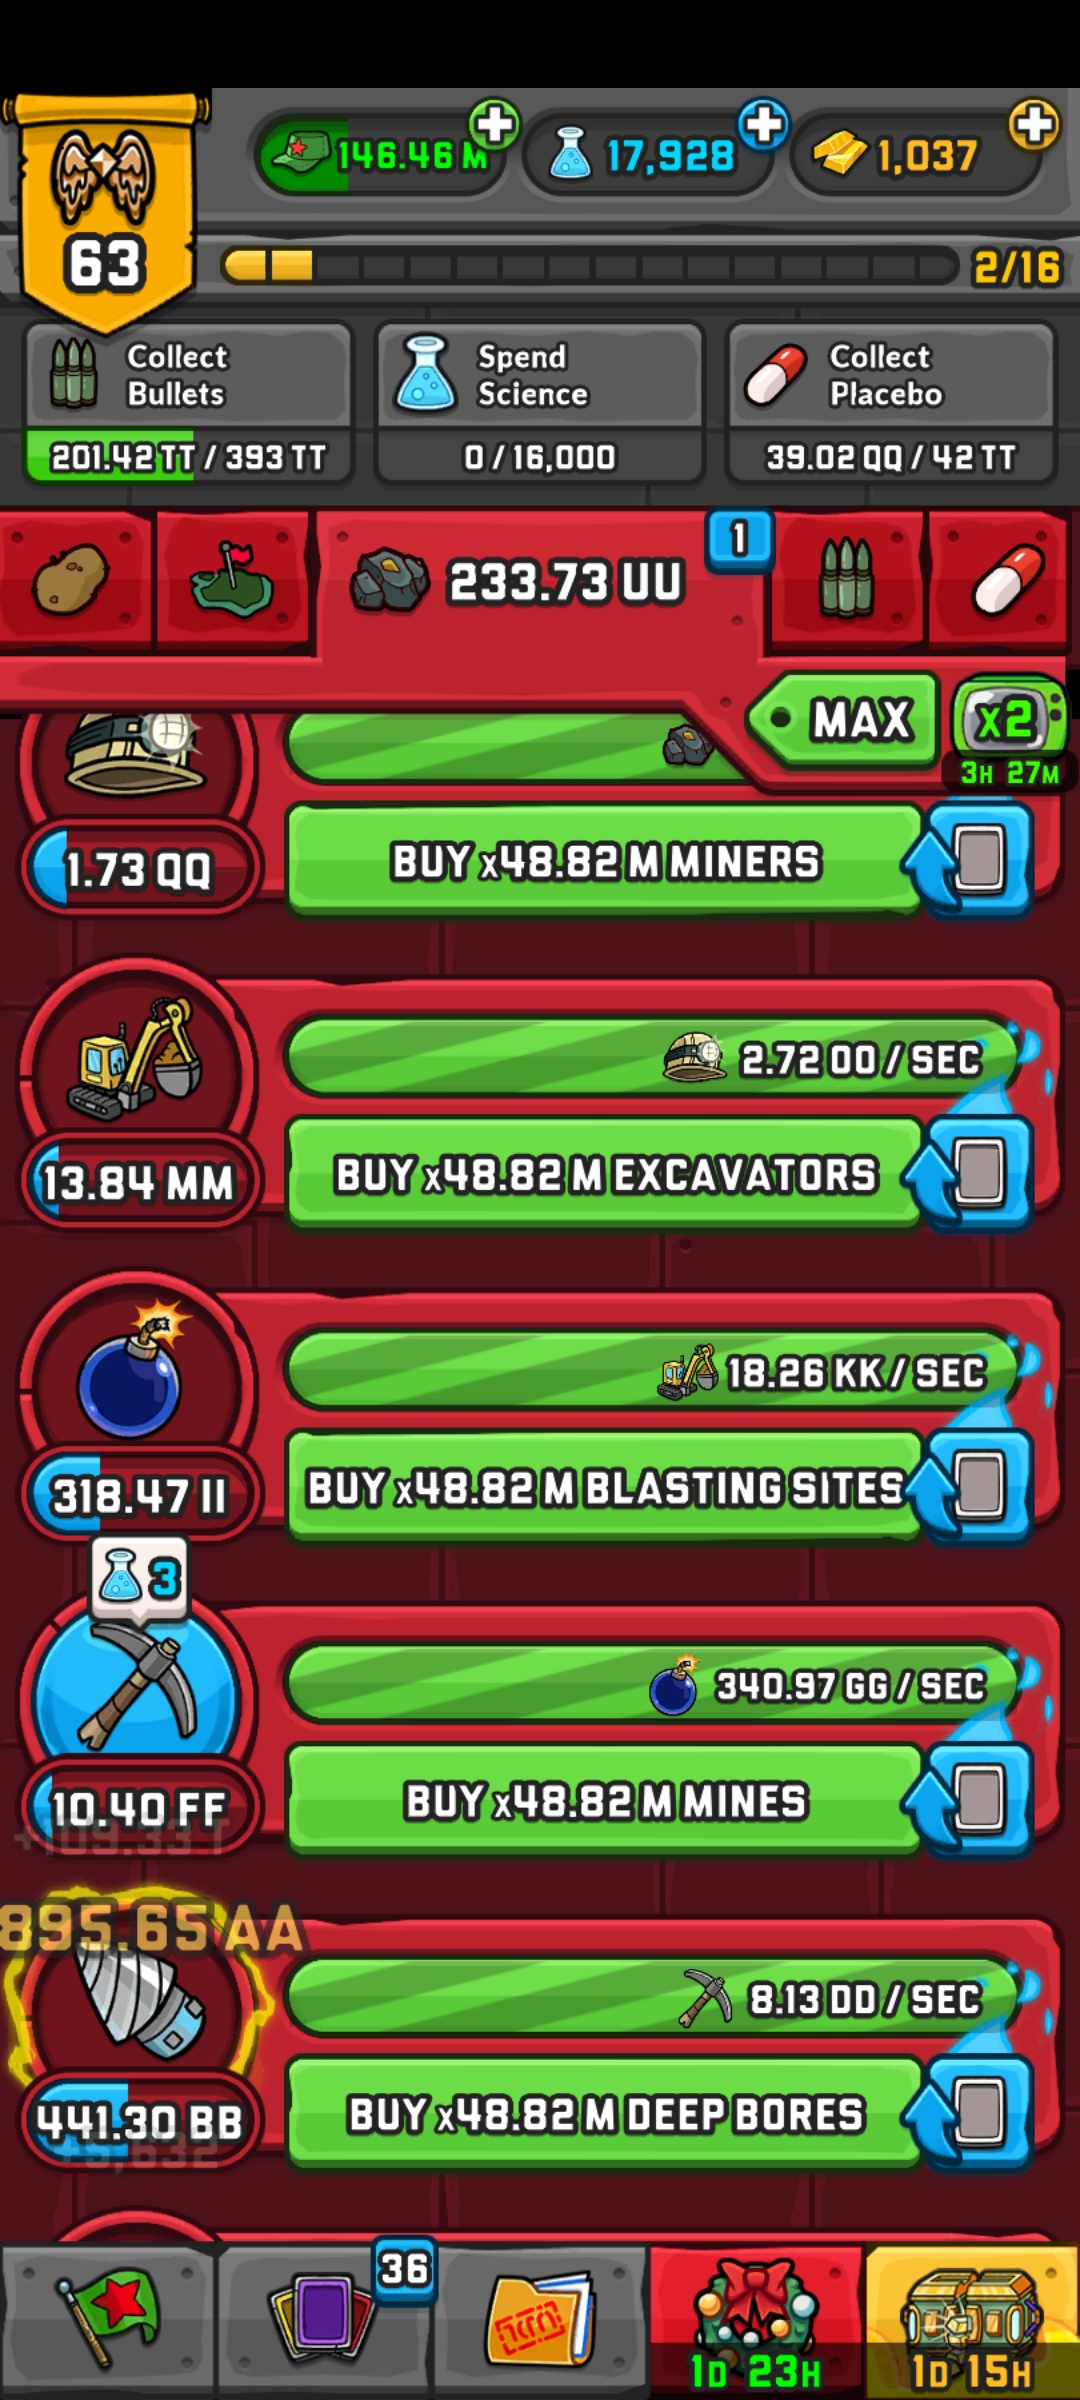 146.46 M
17,928
1,037
63
2/16
Collect
Bullets
Spend
Science
Collect
Placebo
201.42 TT / 393 TT
0 / 16,000
39.02 QQ / 42 TT
233.73 UU
1
MAX
x2
3H 27M
1.73 QQ
BUY x48.82 M MINERS
2.72 OO / SEC
13.84 MM
BUY x48.82 M EXCAVATORS
18.26 KK / SEC
318.47 II
BUY x48.82 M BLASTING SITES
3
340.97 GG / SEC
10.40 FF
BUY x48.82 M MINES
+109.33 T
895.65 AA
8.13 DD / SEC
441.30 BB
BUY x48.82 M DEEP BORES
36
1D 23H
1D 15H